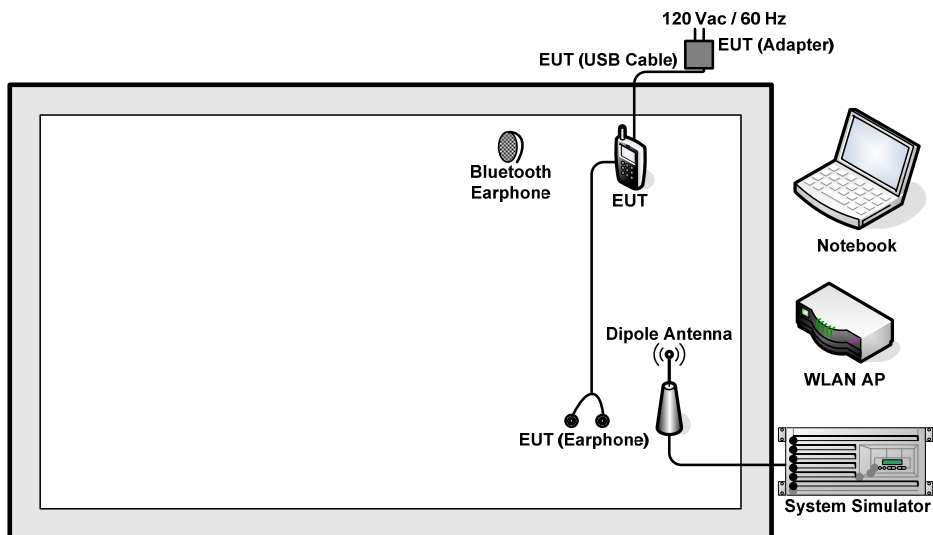 120 Vac / 60 Hz
EUT (Adapter)
EUT (USB Cable)
Bluetooth
Earphone
EUT
Notebook
Dipole Antenna
WLAN AP
EUT (Earphone)
System Simulator